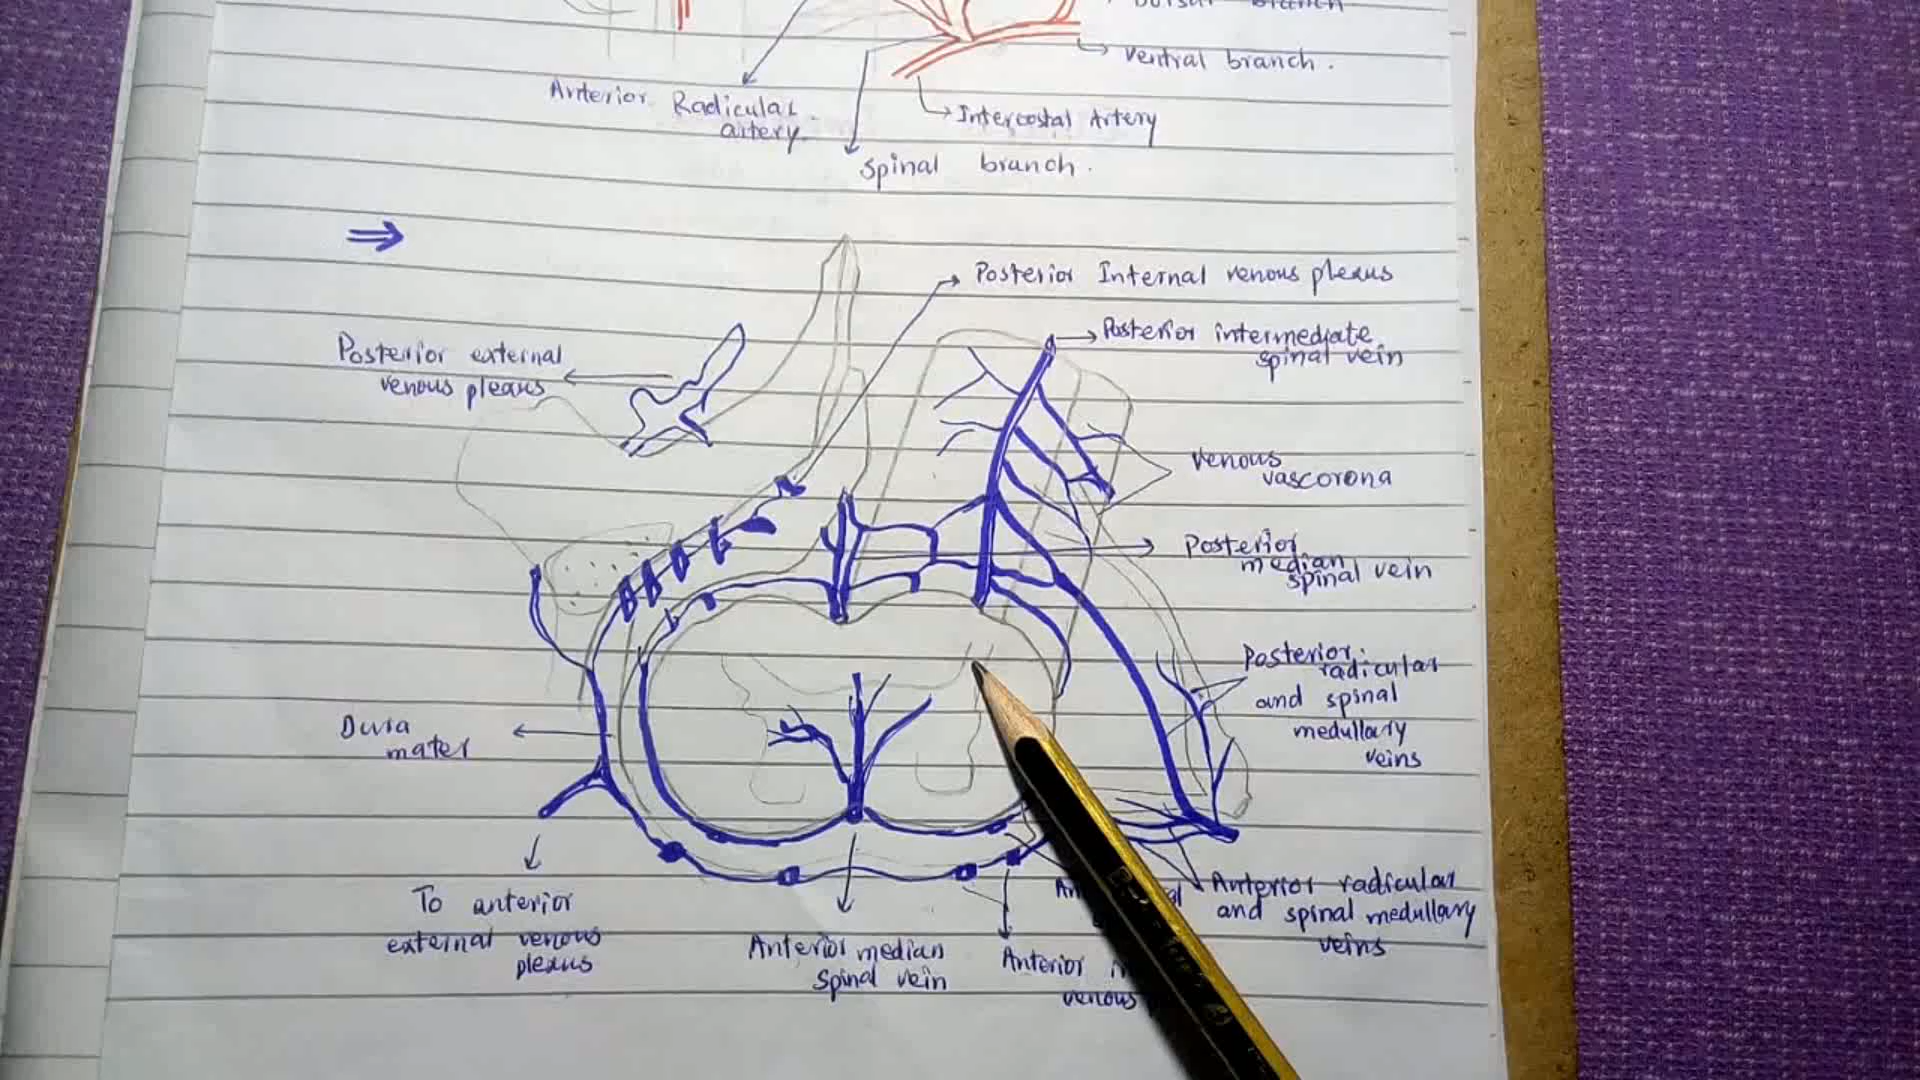 ventral branch.
Anterior Radicular
artery.
Intercostal Artery
spinal branch.
Posterior Internal venous plexus
Posterior intermediate
spinal vein
Posterior external
venous plexus
venous
vascorona
Posterior
median
spinal vein
Posterior
radicular
and spinal
medullary
veins
Dura
mater
To anterior
external venous
plexus
Anterior median
spinal vein
Anterior
venous
Anterior radicular
and spinal medullary
veins